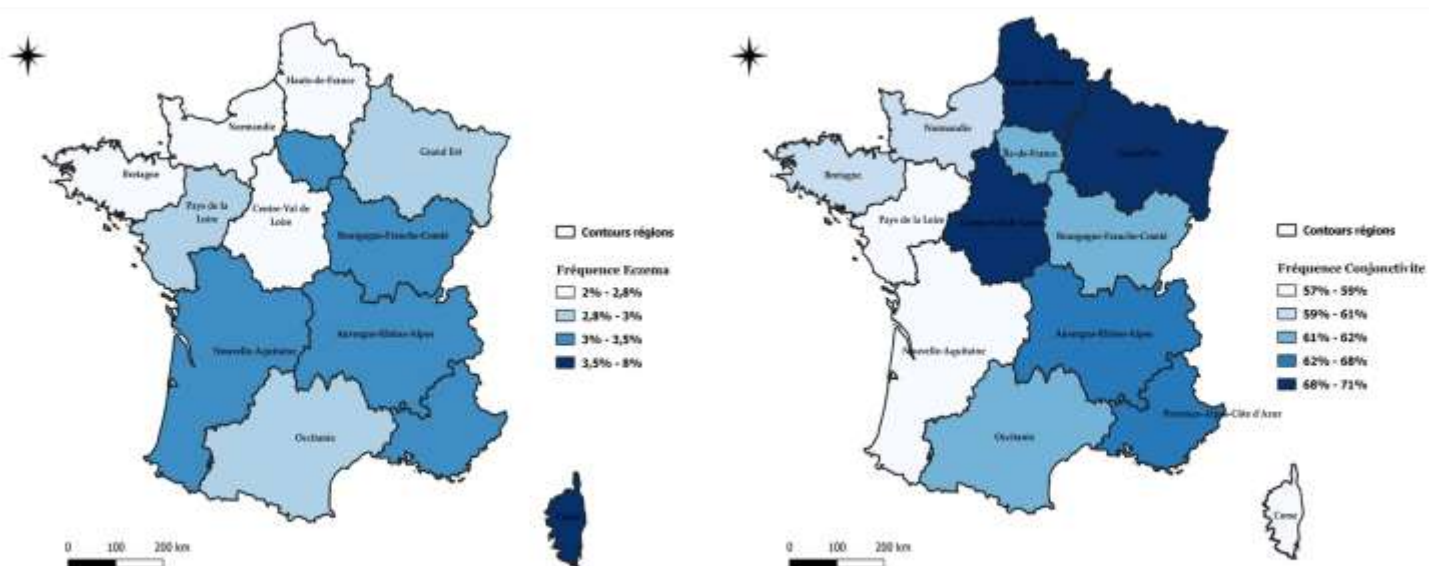 Hauts-de-France
Normandie
Grand Est
Bretagne
Pays de la
Loire
Centre-Val de
Loire
Bourgogne-Franche-Comté
Auvergne-Rhône-Alpes
Nouvelle-Aquitaine
Occitanie
Contours régions
Fréquence Eczema
2% - 2,8%
2,8% - 3%
3% - 3,5%
3,5% - 8%
0 100 200 km
Normandie
Île-de-France
Bretagne
Pays de la Loire
Bourgogne-Franche-Comté
Auvergne-Rhône-Alpes
Nouvelle-Aquitaine
Provence-Alpes-Côte d'Azur
Occitanie
Corse
Contours régions
Fréquence Conjonctivite
57% - 59%
59% - 61%
61% - 62%
62% - 68%
68% - 71%
0 100 200 km